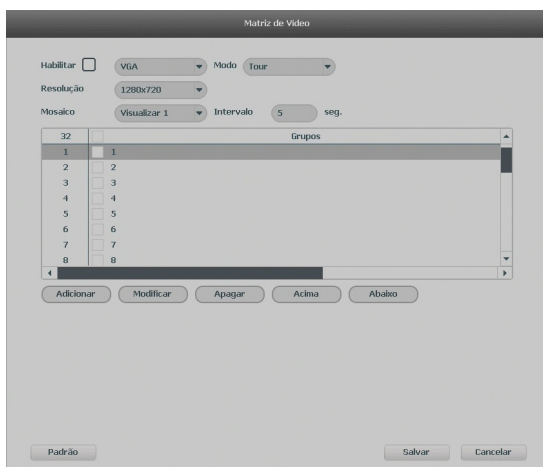 Matriz de Vídeo
Habilitar VGA Modo Tour
Resolução 1280x720
Mosaico Visualizar 1 Intervalo 5 seg.
32 Grupos
1 1
2 2
3 3
4 4
5 5
6 6
7 7
8 8
Adicionar Modificar Apagar Acima Abaixo
Padrão Salvar Cancelar